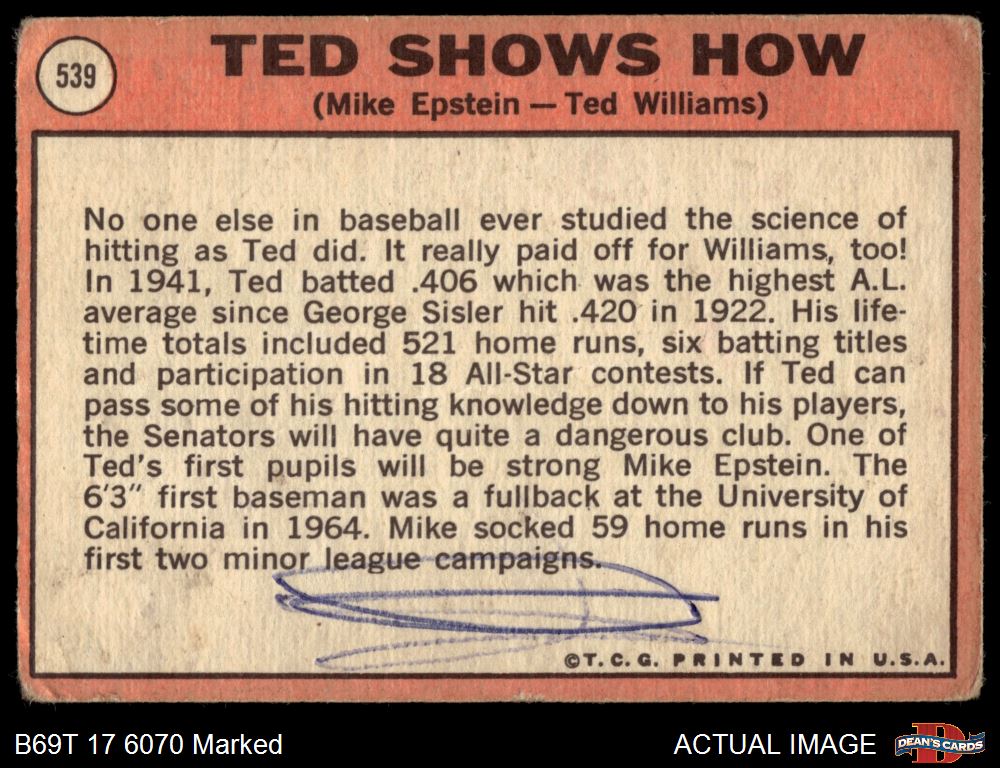 539
TED SHOWS HOW
(Mike Epstein — Ted Williams)
No one else in baseball ever studied the science of
hitting as Ted did. It really paid off for Williams, too!
In 1941, Ted batted .406 which was the highest A.L.
average since George Sisler hit .420 in 1922. His life-
time totals included 521 home runs, six batting titles
and participation in 18 All-Star contests. If Ted can
pass some of his hitting knowledge down to his players,
the Senators will have quite a dangerous club. One of
Ted's first pupils will be strong Mike Epstein. The
6'3" first baseman was a fullback at the University of
California in 1964. Mike socked 59 home runs in his
first two minor league campaigns.
©T.C.G. PRINTED IN U.S.A.
B69T 17 6070 Marked
ACTUAL IMAGE
D
DEAN'S CARDS